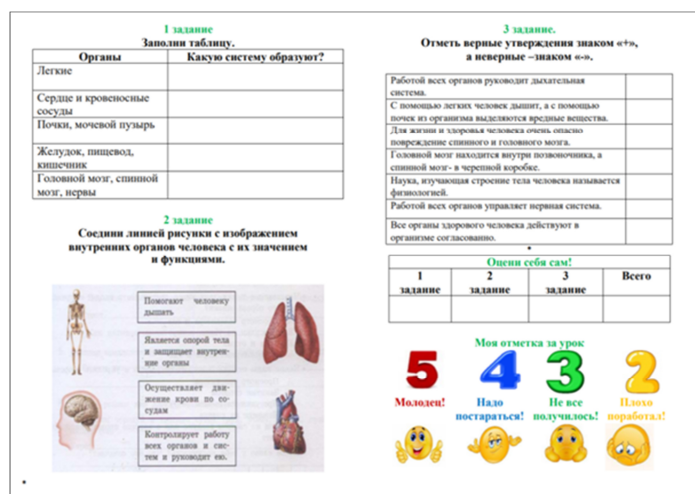 1 задание
Заполни таблицу.
Органы Какую систему образуют?
Легкие
Сердце и кровеносные
сосуды
Почки, мочевой пузырь
Желудок, пищевод,
кишечник
Головной мозг, спинной
мозг, нервы
2 задание
Соедини линией рисунки с изображением
внутренних органов человека с их значением
и функциями.
Помогают человеку
дышать
Является опорой тела
и защищает внутрен-
ние органы
Осуществляет дви-
жение крови по со-
судам
Контролирует работу
всех органов и сис-
тем и руководит ею.
3 задание.
Отметь верные утверждения знаком «+»,
а неверные –знаком «-».
Работой всех органов руководит дыхательная
система.
С помощью легких человек дышит, а с помощью
почек из организма выделяются вредные вещества.
Для жизни и здоровья человека очень опасно
повреждение спинного и головного мозга.
Головной мозг находится внутри позвоночника, а
спинной мозг- в черепной коробке.
Наука, изучающая строение тела человека называется
физиологией.
Работой всех органов управляет нервная система.
Все органы здорового человека действуют в
организме согласованно.
Оцени себя сам!
1 2 3 Всего
задание задание задание
Моя отметка за урок
5 4 3 2
Молодец! Надо Не все Плохо
постараться! получилось! поработал!